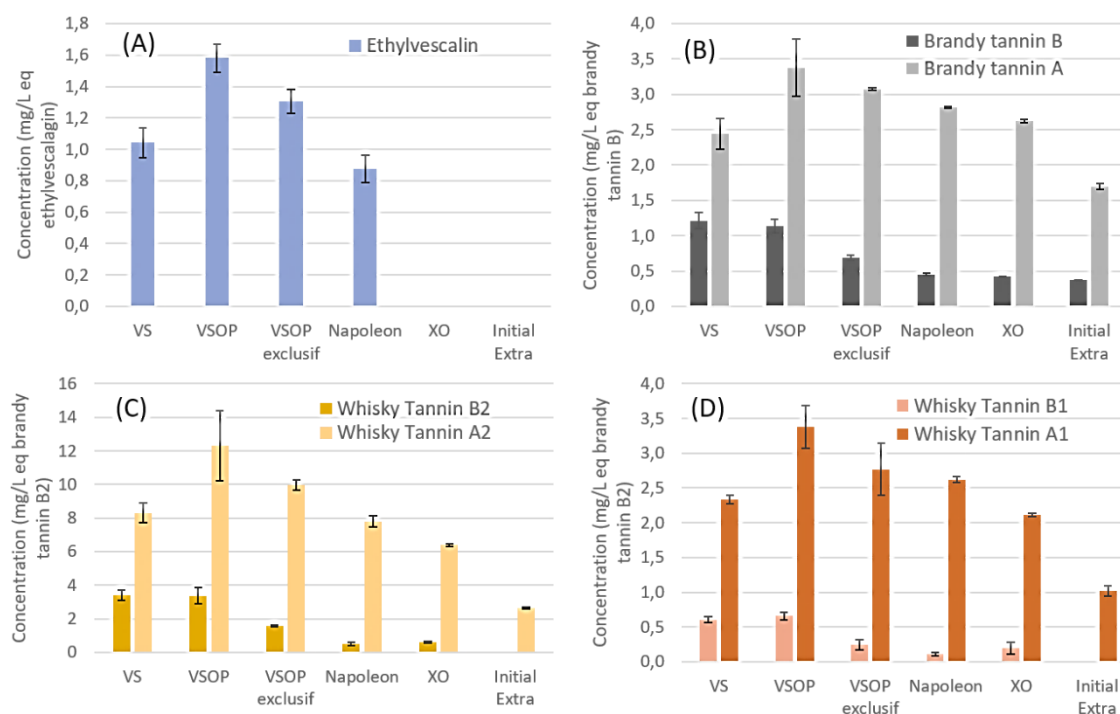 (A)
Ethylvescalin
Concentration (mg/L eq
ethylvescalagin)
1,8
1,6
1,4
1,2
1,0
0,8
0,6
0,4
0,2
0,0
VS
VSOP
VSOP
exclusif
Napoleon
XO
Initial
Extra
(B)
Brandy tannin B
Brandy tannin A
Concentration (mg/L eq brandy
tannin B)
4,0
3,5
3,0
2,5
2,0
1,5
1,0
0,5
0,0
VS
VSOP
VSOP
exclusif
Napoleon
XO
Initial
Extra
(C)
Whisky Tannin B2
Whisky Tannin A2
Concentration (mg/L eq brandy
tannin B2)
16
14
12
10
8
6
4
2
0
VS
VSOP
VSOP
exclusif
Napoleon
XO
Initial
Extra
(D)
Whisky Tannin B1
Whisky Tannin A1
Concentration (mg/L eq brandy
tannin B2)
4,0
3,5
3,0
2,5
2,0
1,5
1,0
0,5
0,0
VS
VSOP
VSOP
exclusif
Napoleon
XO
Initial
Extra